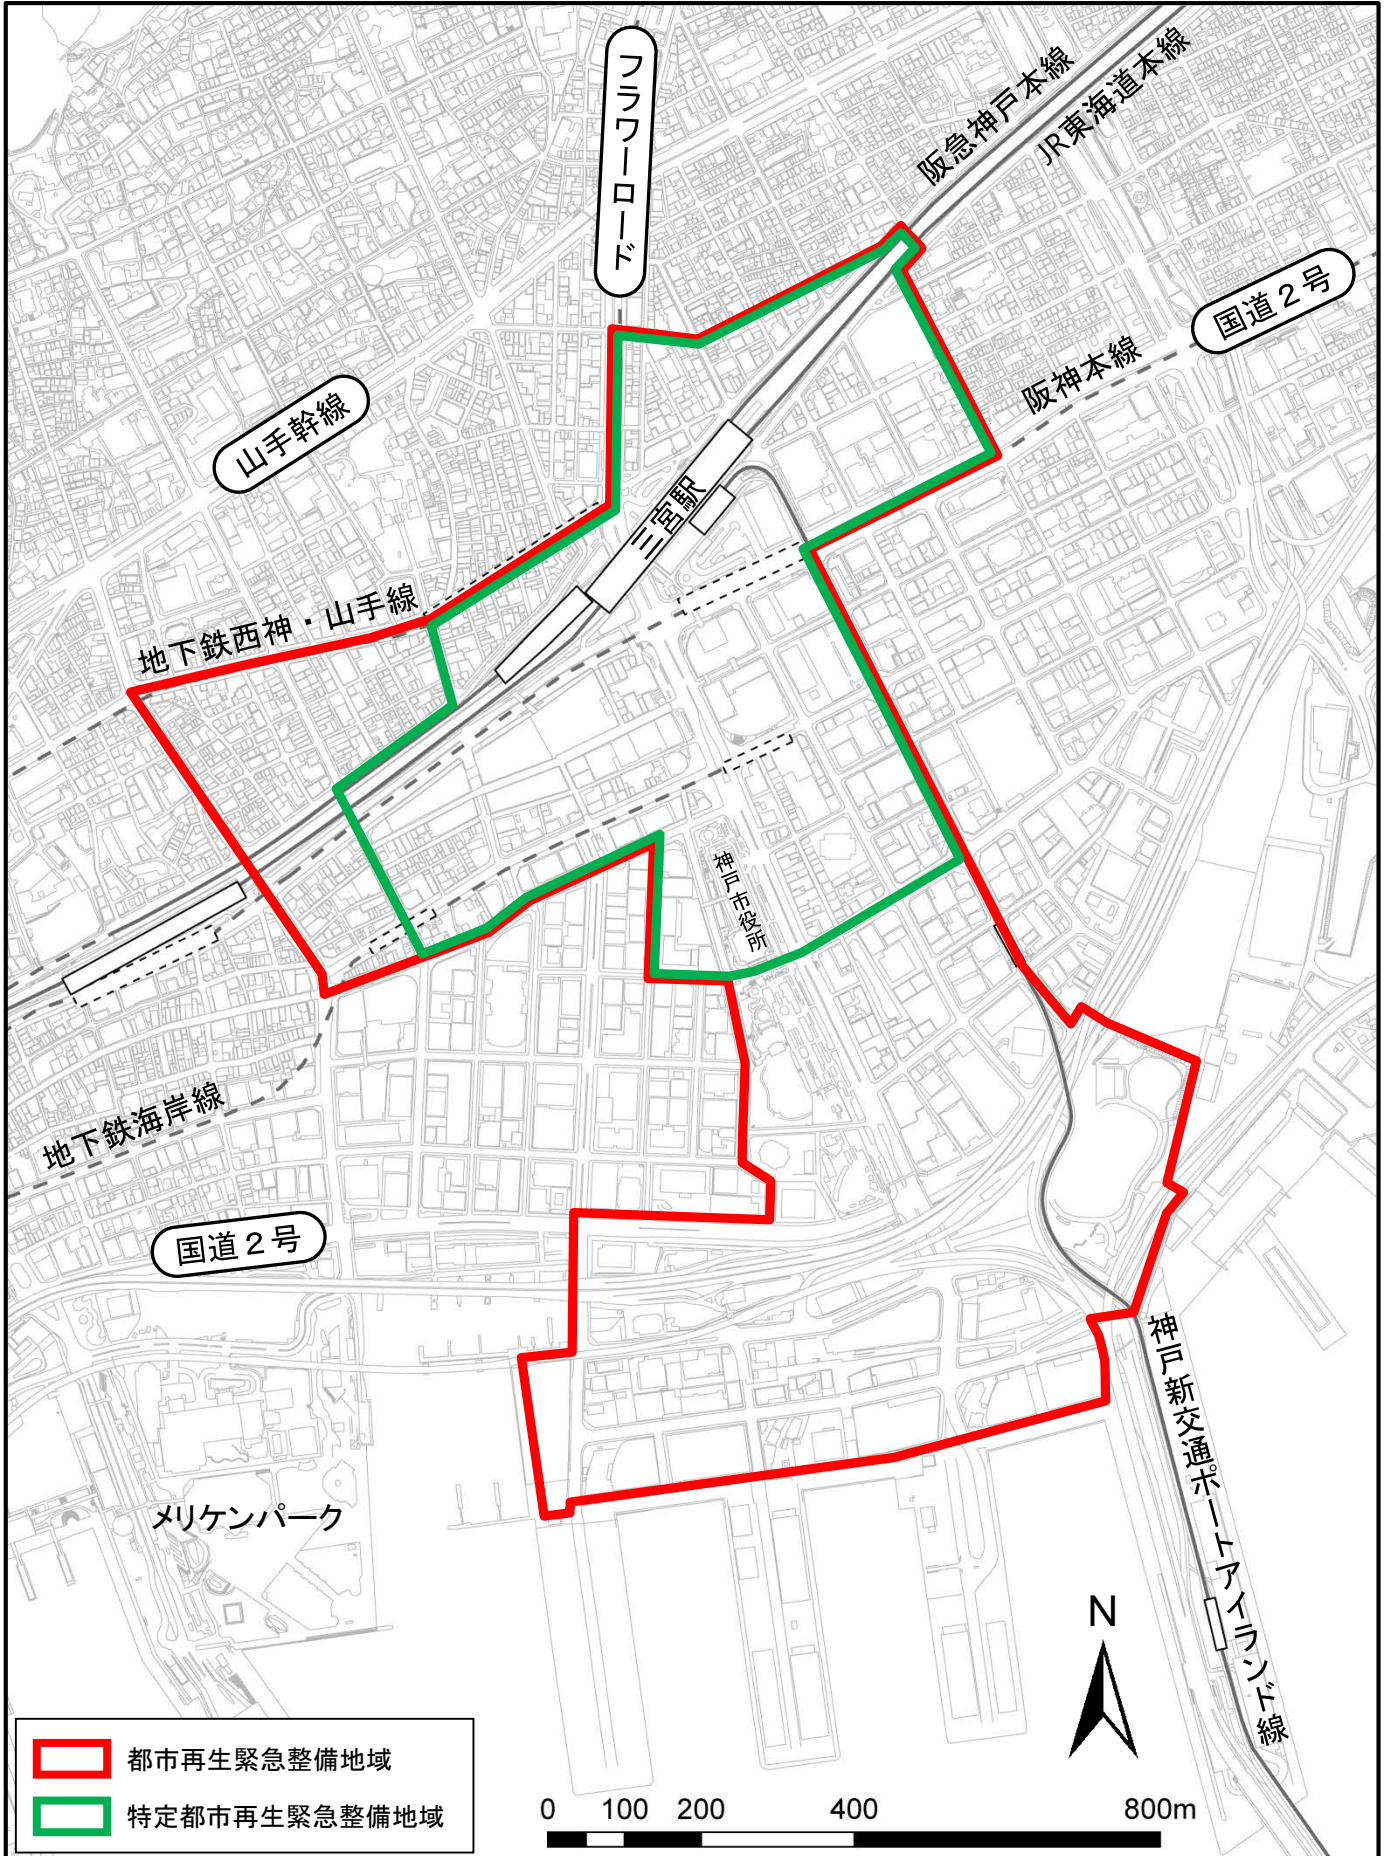 フラワーロード
阪急神戸本線
JR東海道本線
国道２号
阪神本線
山手幹線
三宮駅
地下鉄西神・山手線
神戸市役所
地下鉄海岸線
国道２号
神戸新交通ポートアイランド線
メリケンパーク
N
都市再生緊急整備地域
特定都市再生緊急整備地域
0 100 200 400 800m